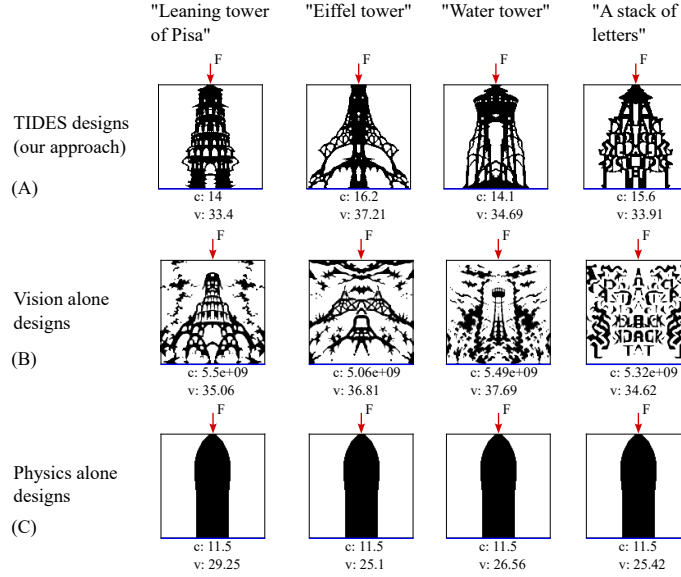 "Leaning tower of Pisa"
"Eiffel tower"
"Water tower"
"A stack of letters"
F
F
F
F
TIDES designs
(our approach)
(A)
c: 14
v: 33.4
c: 16.2
v: 37.21
c: 14.1
v: 34.69
c: 15.6
v: 33.91
F
F
F
F
Vision alone
designs
(B)
c: 5.5e+09
v: 35.06
c: 5.06e+09
v: 36.81
c: 5.49e+09
v: 37.69
c: 5.32e+09
v: 34.62
F
F
F
F
Physics alone
designs
(C)
c: 11.5
v: 29.25
c: 11.5
v: 25.1
c: 11.5
v: 26.56
c: 11.5
v: 25.42